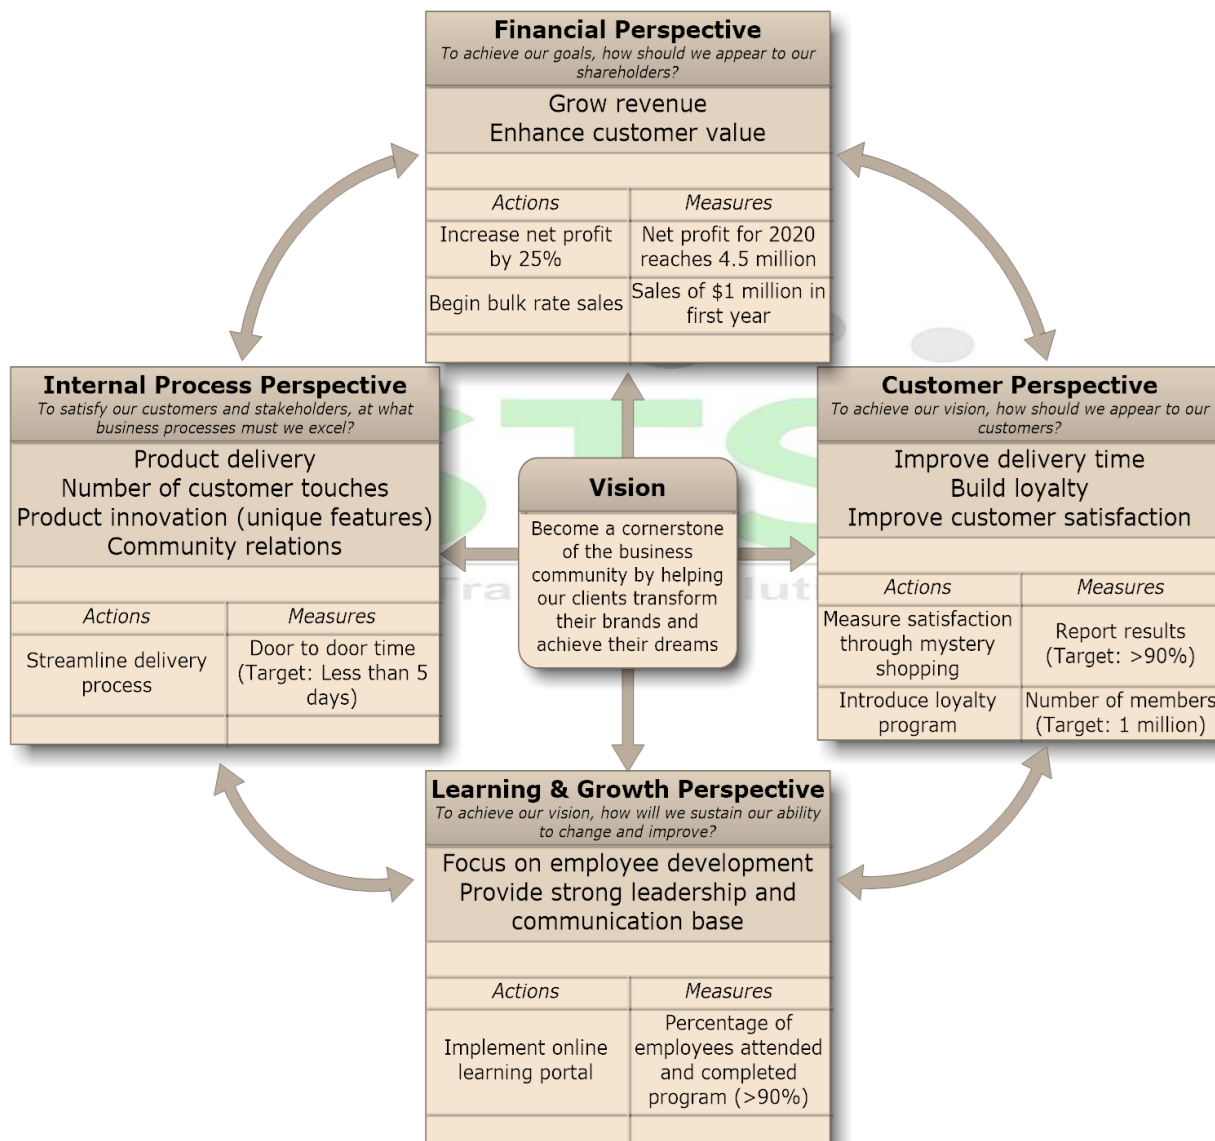 Financial Perspective
To achieve our goals, how should we appear to our
shareholders?
Grow revenue
Enhance customer value
Actions
Measures
Increase net profit
by 25%
Net profit for 2020
reaches 4.5 million
Begin bulk rate sales
Sales of $1 million in
first year
Internal Process Perspective
To satisfy our customers and stakeholders, at what
business processes must we excel?
Product delivery
Number of customer touches
Product innovation (unique features)
Community relations
Actions
Measures
Streamline delivery
process
Door to door time
(Target: Less than 5
days)
Vision
Become a cornerstone
of the business
community by helping
our clients transform
their brands and
achieve their dreams
Customer Perspective
To achieve our vision, how should we appear to our
customers?
Improve delivery time
Build loyalty
Improve customer satisfaction
Actions
Measures
Measure satisfaction
through mystery
shopping
Report results
(Target: >90%)
Introduce loyalty
program
Number of members
(Target: 1 million)
Learning & Growth Perspective
To achieve our vision, how will we sustain our ability
to change and improve?
Focus on employee development
Provide strong leadership and
communication base
Actions
Measures
Implement online
learning portal
Percentage of
employees attended
and completed
program (>90%)